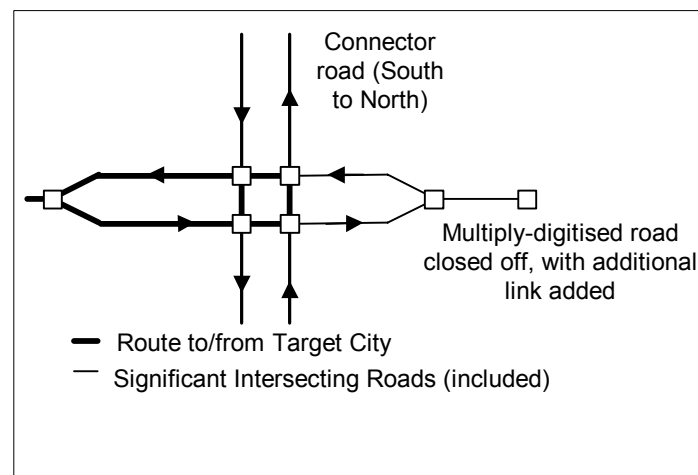 Connector
road (South
to North)
Multiply-digitised road
closed off, with additional
link added
Route to/from Target City
Significant Intersecting Roads (included)